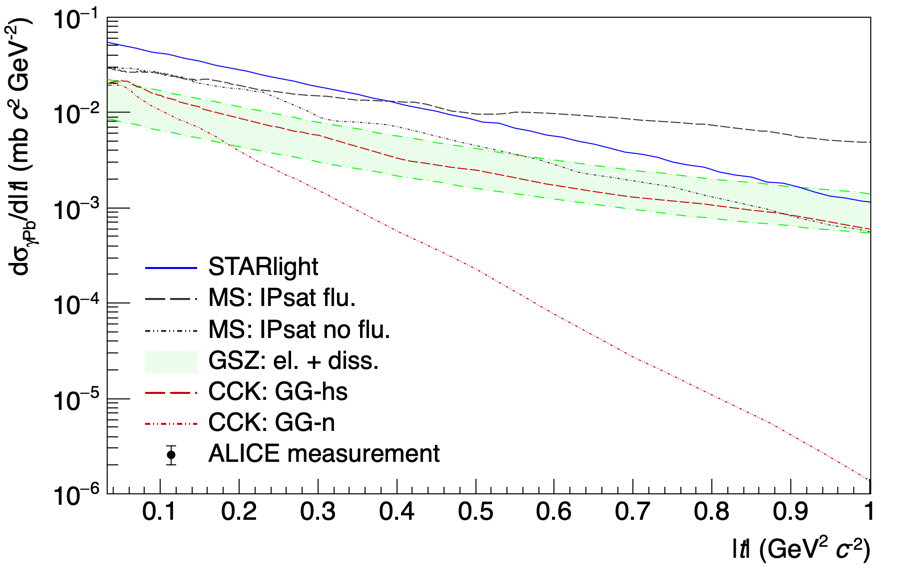 dσγPb/d|t| (mb c² GeV⁻²)
10⁻¹
10⁻²
10⁻³
10⁻⁴
10⁻⁵
10⁻⁶
STARlight
MS: IPsat flu.
MS: IPsat no flu.
GSZ: el. + diss.
CCK: GG-hs
CCK: GG-n
ALICE measurement
0.1 0.2 0.3 0.4 0.5 0.6 0.7 0.8 0.9 1
|t| (GeV² c⁻²)